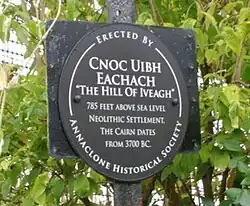 ERECTED BY
CNOC UIBH
EACHACH
"THE HILL OF IVEAGH"
785 FEET ABOVE SEA LEVEL
NEOLITHIC SETTLEMENT.
THE CAIRN DATES
FROM 3700 BC.
ANNACLONE HISTORICAL SOCIETY